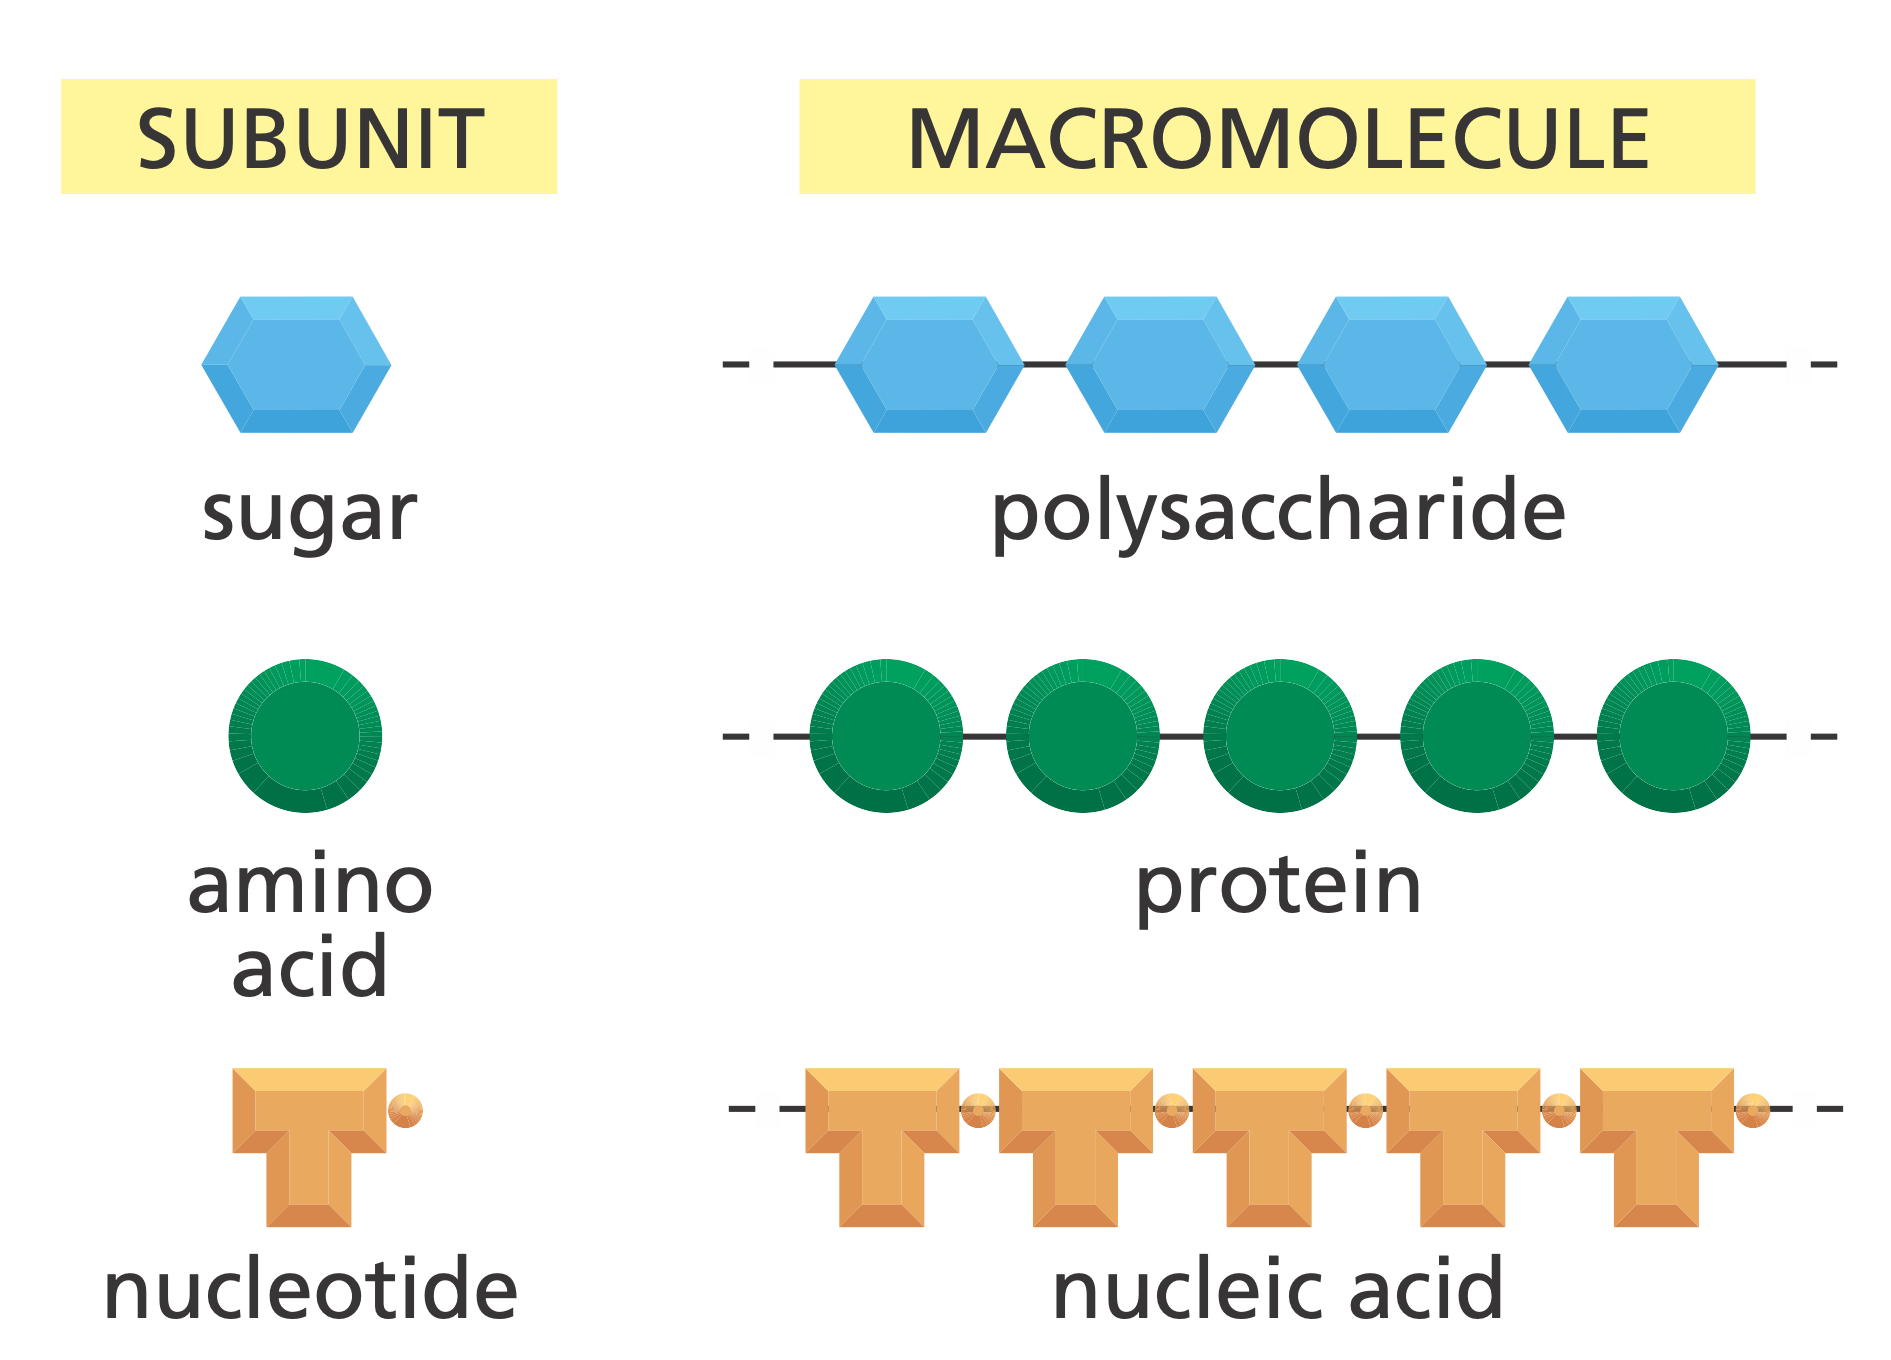 SUBUNIT
MACROMOLECULE
sugar
polysaccharide
amino
acid
protein
nucleotide
nucleic acid